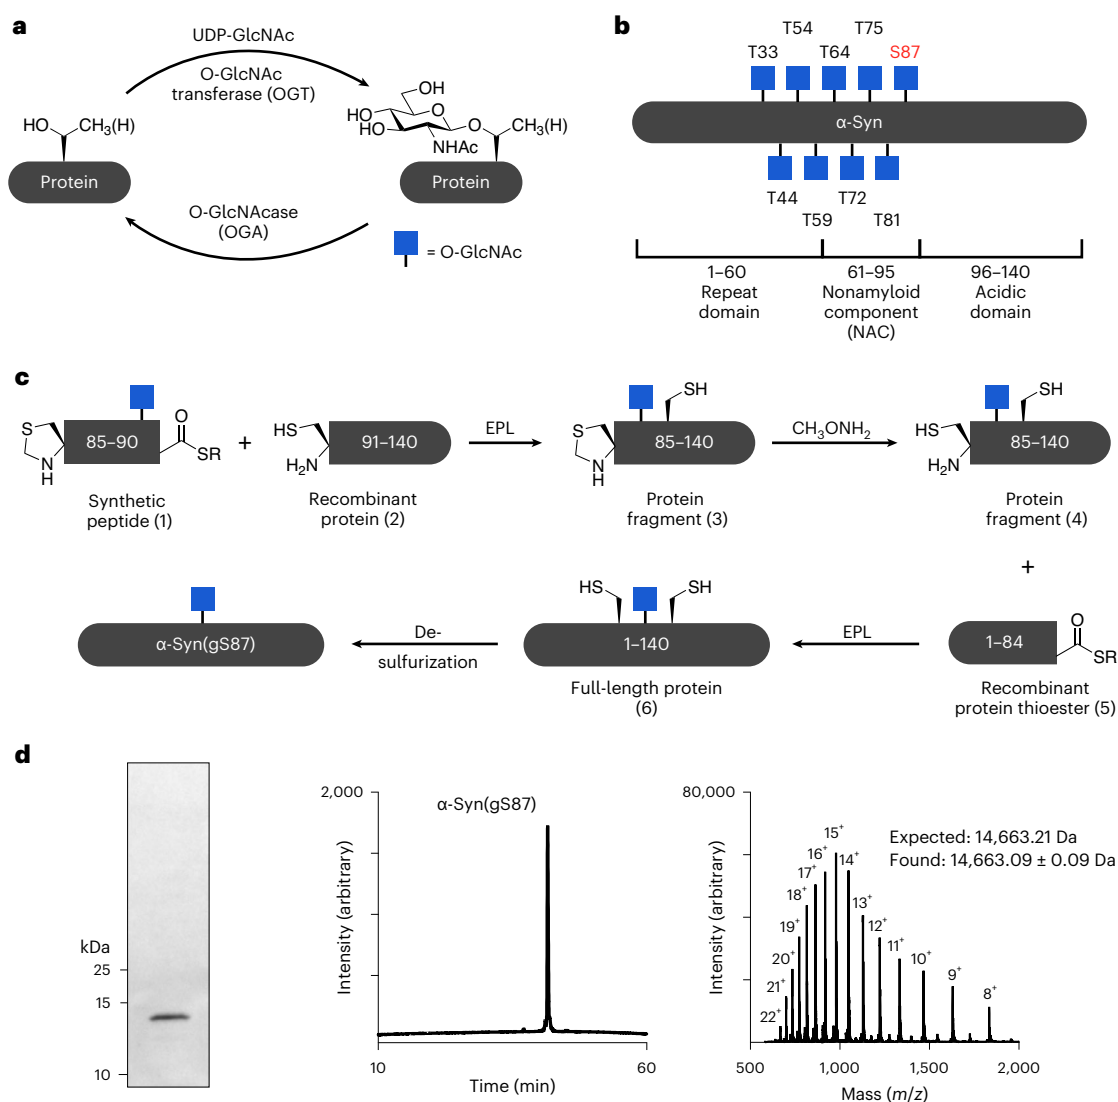 a
UDP-GlcNAc
O-GlcNAc
transferase (OGT)
HO
CH₃(H)
Protein
OH
HO
HO
O
O
NHAc
CH₃(H)
Protein
O-GlcNAcase
(OGA)
= O-GlcNAc
b
T54
T75
T33
T64
S87
α-Syn
T44
T72
T59
T81
1–60
Repeat
domain
61–95
Nonamyloid
component
(NAC)
96–140
Acidic
domain
c
S
N
H
85–90
O
SR
Synthetic
peptide (1)
+
HS
H₂N
91–140
Recombinant
protein (2)
EPL
S
N
H
SH
85–140
Protein
fragment (3)
CH₃ONH₂
HS
H₂N
SH
85–140
Protein
fragment (4)
+
1–84
O
SR
Recombinant
protein thioester (5)
EPL
HS
SH
1–140
Full-length protein
(6)
De-
sulfurization
α-Syn(gS87)
d
kDa
25
15
10
2,000
α-Syn(gS87)
Intensity (arbitrary)
10
60
Time (min)
80,000
Intensity (arbitrary)
Expected: 14,663.21 Da
Found: 14,663.09 ± 0.09 Da
15⁺
16⁺
14⁺
17⁺
18⁺
13⁺
19⁺
12⁺
11⁺
20⁺
10⁺
21⁺
9⁺
22⁺
8⁺
500
1,000
1,500
2,000
Mass (m/z)